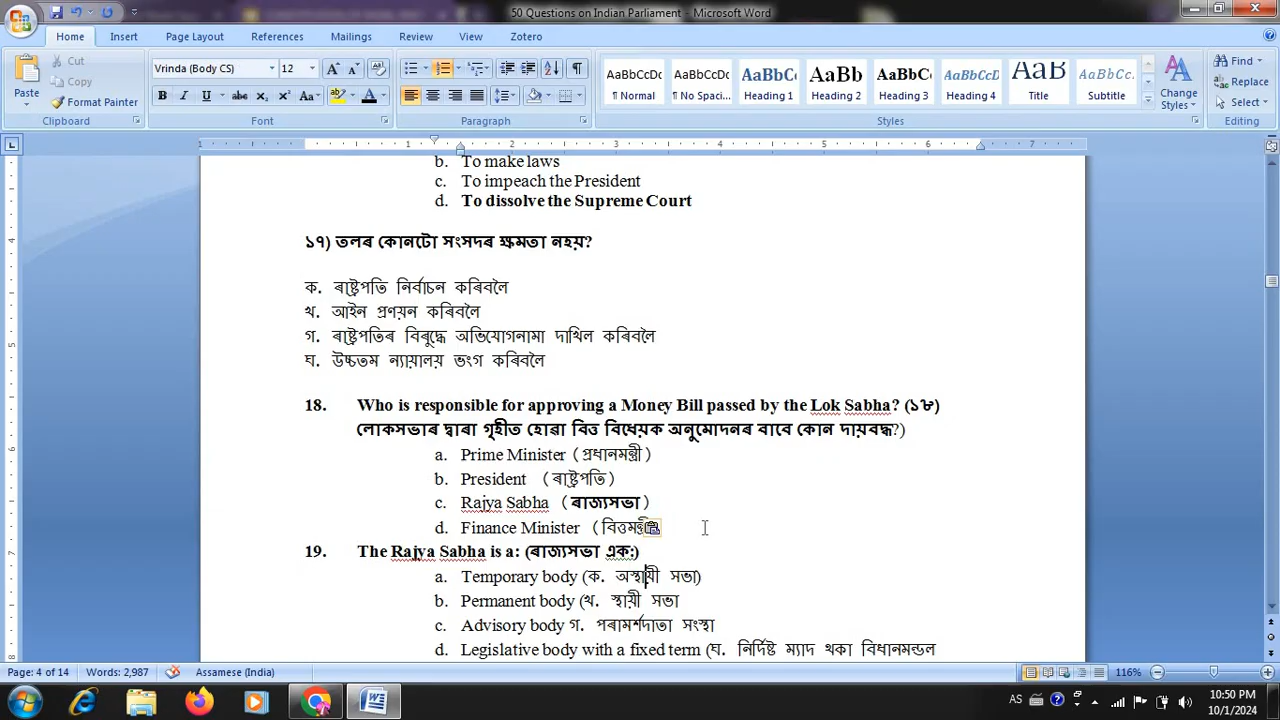 50 Questions on Indian Parliament - Microsoft Word
Home Insert Page Layout References Mailings Review View Zotero
Cut
Copy
Format Painter
Paste
Vrinda (Body CS) 12
AaBbCcDc AaBbCcDc AaBbC AaBb AaBbC AaBbCcD AaB AaBbCcD
¶ Normal ¶ No Spaci... Heading 1 Heading 2 Heading 3 Heading 4 Title Subtitle
Change Styles
Find
Replace
Select
Clipboard Font Paragraph Styles Editing
b. To make laws
c. To impeach the President
d. To dissolve the Supreme Court
১৭) তলৰ কোনটো সংসদৰ ক্ষমতা নহয়?
ক. ৰাষ্ট্ৰপতি নিৰ্বাচন কৰিবলৈ
খ. আইন প্ৰণয়ন কৰিবলৈ
গ. ৰাষ্ট্ৰপতিৰ বিৰুদ্ধে অভিযোগনামা দাখিল কৰিবলৈ
ঘ. উচ্চতম ন্যায়ালয় ভংগ কৰিবলৈ
18. Who is responsible for approving a Money Bill passed by the Lok Sabha? (১৮)
লোকসভাৰ দ্বাৰা গৃহীত হোৱা বিত্ত বিধেয়ক অনুমোদনৰ বাবে কোন দায়বদ্ধ?)
a. Prime Minister (প্ৰধানমন্ত্ৰী)
b. President (ৰাষ্ট্ৰপতি)
c. Rajya Sabha (ৰাজ্যসভা)
d. Finance Minister (বিত্তমন্ত্ৰী
19. The Rajya Sabha is a: (ৰাজ্যসভা এক:)
a. Temporary body (ক. অস্থায়ী সভা)
b. Permanent body (খ. স্থায়ী সভা
c. Advisory body গ. পৰামৰ্শদাতা সংস্থা
d. Legislative body with a fixed term (ঘ. নিৰ্দিষ্ট ম্যাদ থকা বিধানমন্ডল
Page: 4 of 14 Words: 2,987 Assamese (India) 116%
AS 10:50 PM
10/1/2024